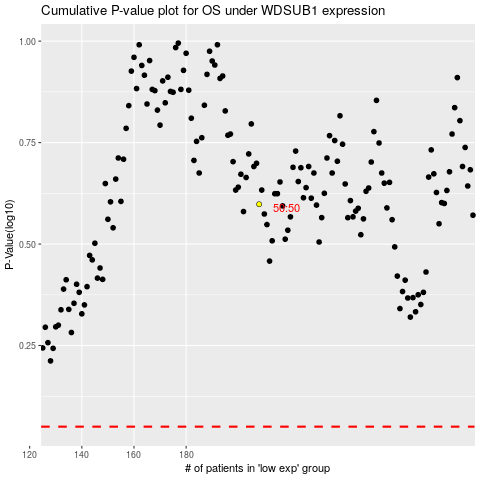 Cumulative P-value plot for OS under WDSUB1 expression
P-Value(log10)
1.00
0.75
0.50
0.25
50:50
120 140 160 180
# of patients in 'low exp' group